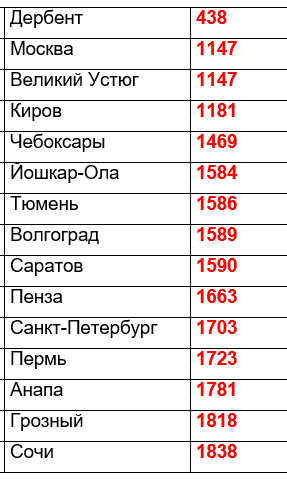 Дербент 438
Москва 1147
Великий Устюг 1147
Киров 1181
Чебоксары 1469
Йошкар-Ола 1584
Тюмень 1586
Волгоград 1589
Саратов 1590
Пенза 1663
Санкт-Петербург 1703
Пермь 1723
Анапа 1781
Грозный 1818
Сочи 1838